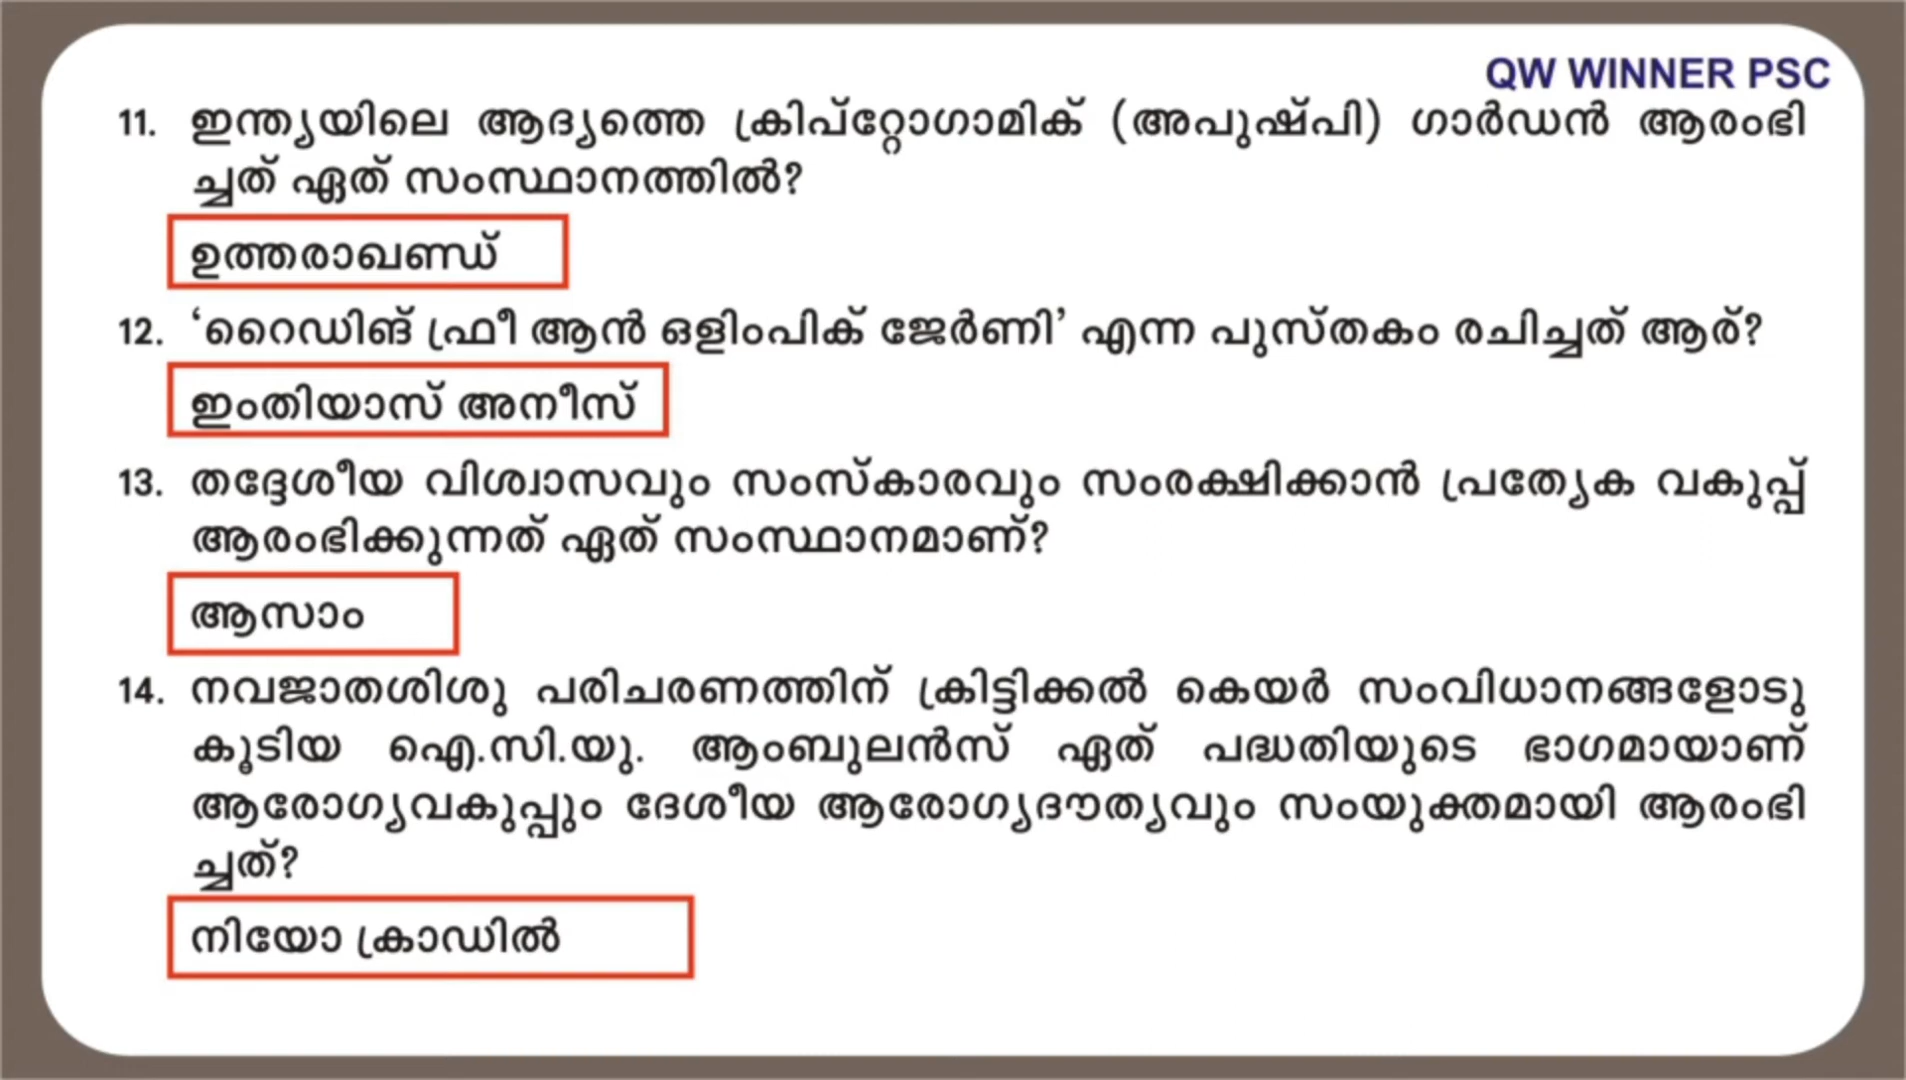 QW WINNER PSC
11. ഇന്ത്യയിലെ ആദ്യത്തെ ക്രിപ്റ്റോഗാമിക് (അപുഷ്പി) ഗാർഡൻ ആരംഭി
ച്ചത് ഏത് സംസ്ഥാനത്തിൽ?
ഉത്തരാഖണ്ഡ്
12. ‘റൈഡിങ് ഫ്രീ ആൻ ഒളിംപിക് ജേർണി’ എന്ന പുസ്തകം രചിച്ചത് ആര്?
ഇംതിയാസ് അനീസ്
13. തദ്ദേശീയ വിശ്വാസവും സംസ്കാരവും സംരക്ഷിക്കാൻ പ്രത്യേക വകുപ്പ്
ആരംഭിക്കുന്നത് ഏത് സംസ്ഥാനമാണ്?
ആസാം
14. നവജാതശിശു പരിചരണത്തിന് ക്രിട്ടിക്കൽ കെയർ സംവിധാനങ്ങളോടു
കൂടിയ ഐ.സി.യു. ആംബുലൻസ് ഏത് പദ്ധതിയുടെ ഭാഗമായാണ്
ആരോഗ്യവകുപ്പും ദേശീയ ആരോഗ്യദൗത്യവും സംയുക്തമായി ആരംഭി
ച്ചത്?
നിയോ ക്രാഡിൽ